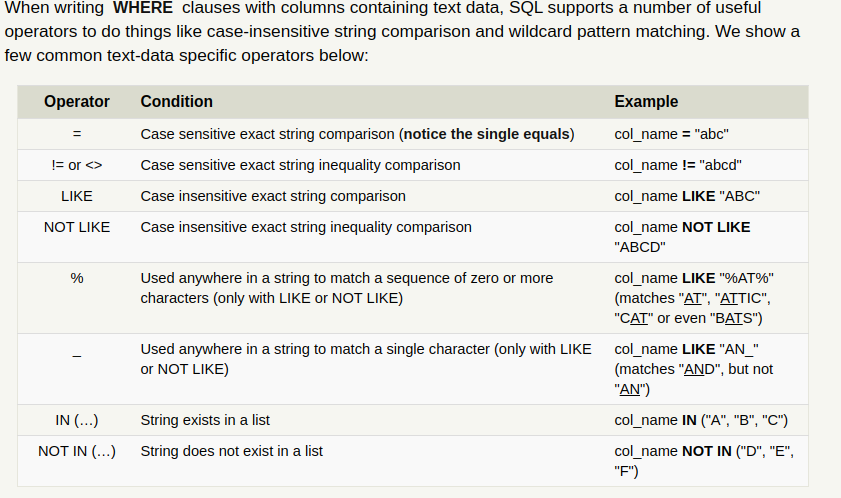 When writing WHERE clauses with columns containing text data, SQL supports a number of useful
operators to do things like case-insensitive string comparison and wildcard pattern matching. We show a
few common text-data specific operators below:
Operator Condition Example
= Case sensitive exact string comparison (notice the single equals) col_name = "abc"
!= or <> Case sensitive exact string inequality comparison col_name != "abcd"
LIKE Case insensitive exact string comparison col_name LIKE "ABC"
NOT LIKE Case insensitive exact string inequality comparison col_name NOT LIKE
"ABCD"
% Used anywhere in a string to match a sequence of zero or more col_name LIKE "%AT%"
characters (only with LIKE or NOT LIKE) (matches "AT", "ATTIC",
"CAT" or even "BATS")
_ Used anywhere in a string to match a single character (only with LIKE col_name LIKE "AN_"
or NOT LIKE) (matches "AND", but not
"AN")
IN (…) String exists in a list col_name IN ("A", "B", "C")
NOT IN (…) String does not exist in a list col_name NOT IN ("D", "E",
"F")